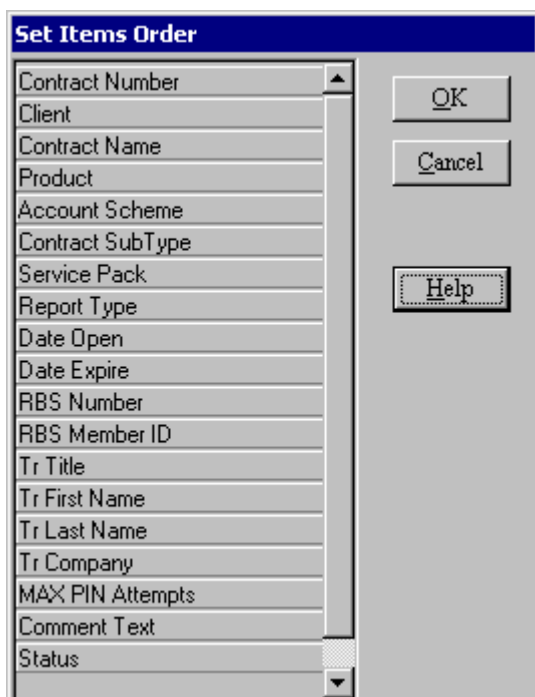 Set Items Order
Contract Number
Client
Contract Name
Product
Account Scheme
Contract SubType
Service Pack
Report Type
Date Open
Date Expire
RBS Number
RBS Member ID
Tr Title
Tr First Name
Tr Last Name
Tr Company
MAX PIN Attempts
Comment Text
Status
OK
Cancel
Help